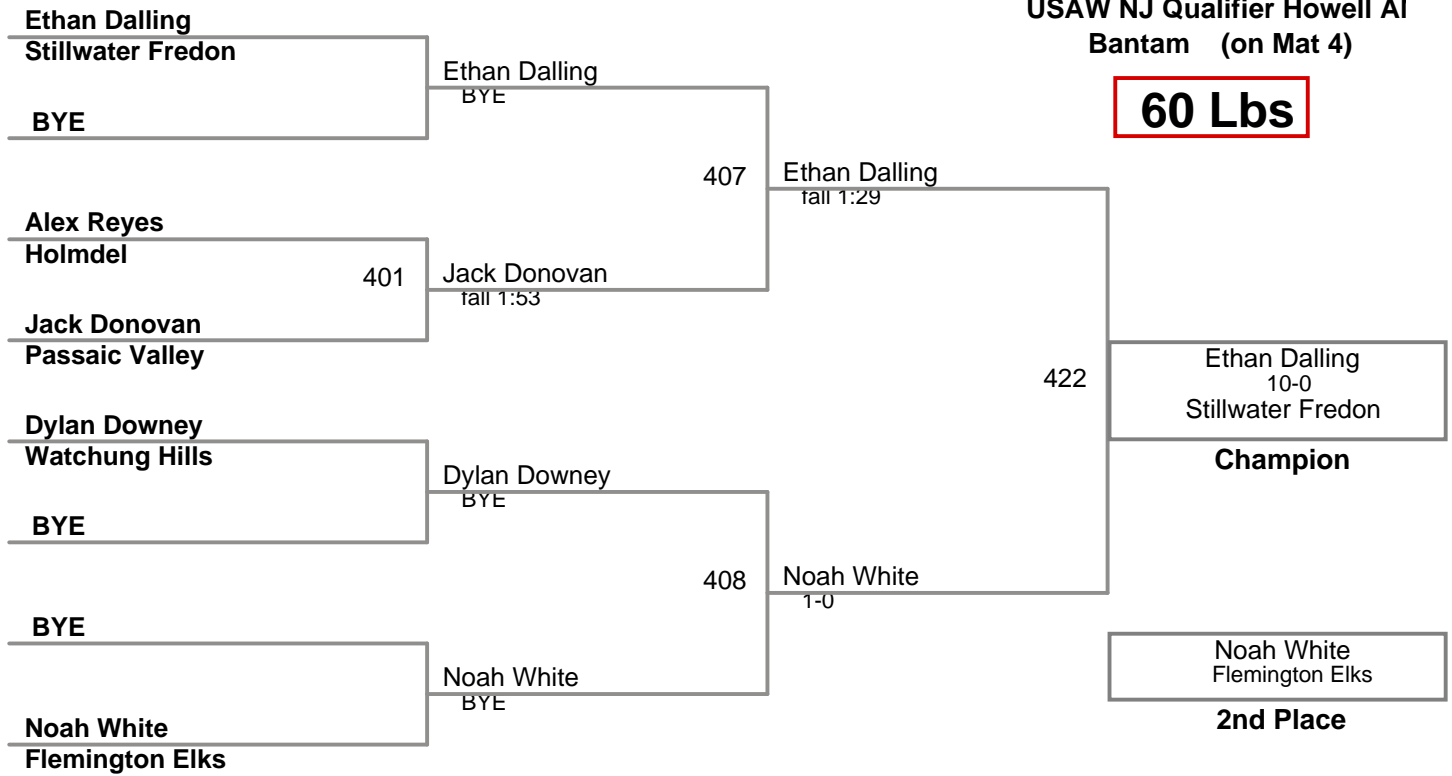 USAW NJ Qualifier Howell
Bantam (on Mat 4)
60 Lbs
Ethan Dalling
Stillwater Fredon
BYE
Alex Reyes
Holmdel
401
Jack Donovan
Passaic Valley
Dylan Downey
Watchung Hills
BYE
BYE
Noah White
Flemington Elks
Ethan Dalling
BYE
407
Jack Donovan
fall 1:53
Dylan Downey
BYE
408
Noah White
BYE
Ethan Dalling
fall 1:29
422
Noah White
1-0
Ethan Dalling
10-0
Stillwater Fredon
Champion
Noah White
Flemington Elks
2nd Place